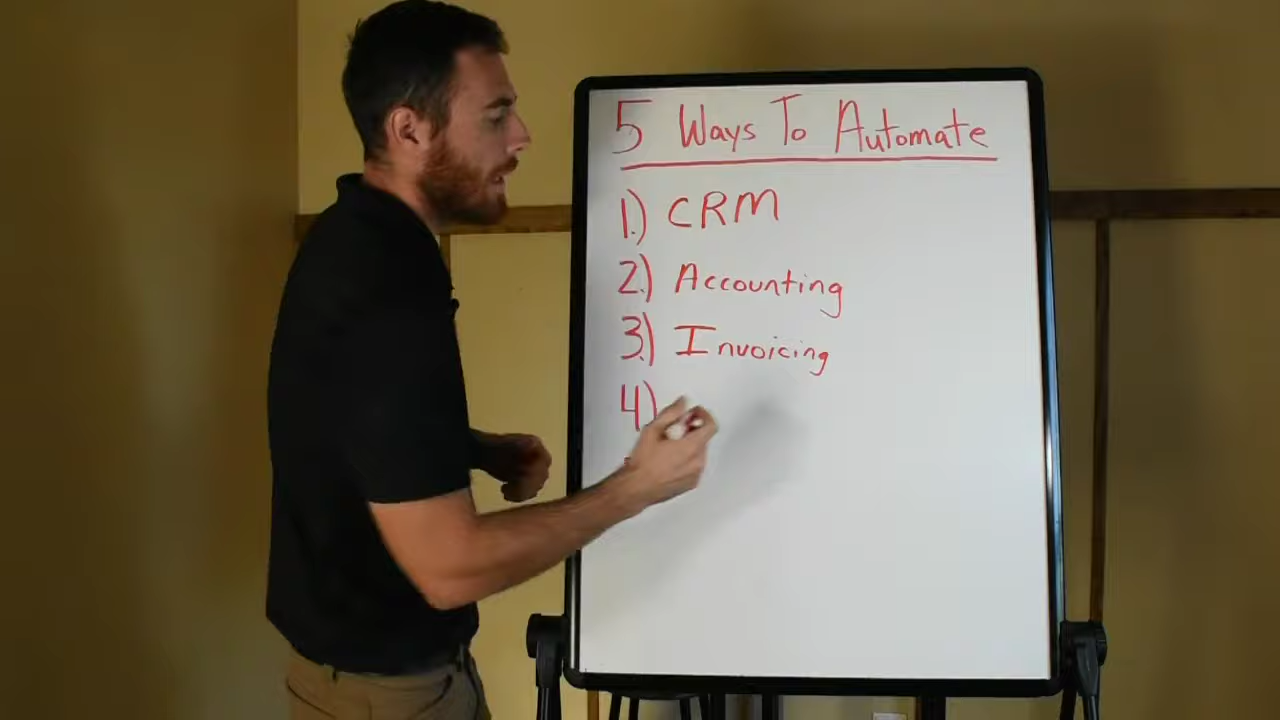 5 Ways To Automate
1.) CRM
2.) Accounting
3.) Invoicing
4)